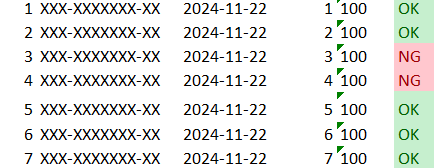 1 XXX-XXXXXXX-XX 2024-11-22 1 100 OK
2 XXX-XXXXXXX-XX 2024-11-22 2 100 OK
3 XXX-XXXXXXX-XX 2024-11-22 3 100 NG
4 XXX-XXXXXXX-XX 2024-11-22 4 100 NG
5 XXX-XXXXXXX-XX 2024-11-22 5 100 OK
6 XXX-XXXXXXX-XX 2024-11-22 6 100 OK
7 XXX-XXXXXXX-XX 2024-11-22 7 100 OK